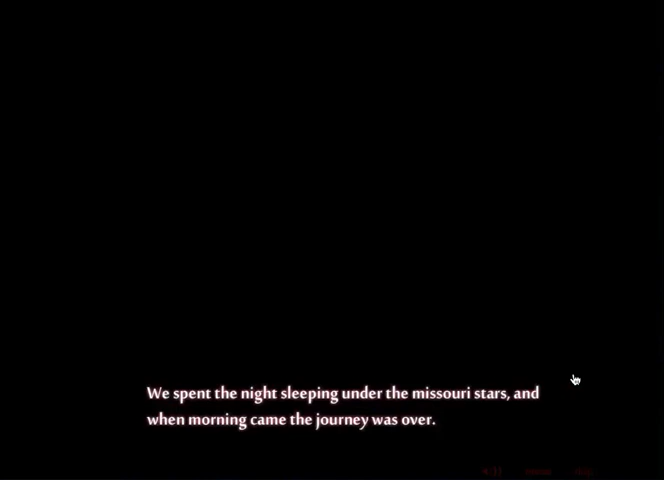 We spent the night sleeping under the missouri stars, and
when morning came the journey was over.